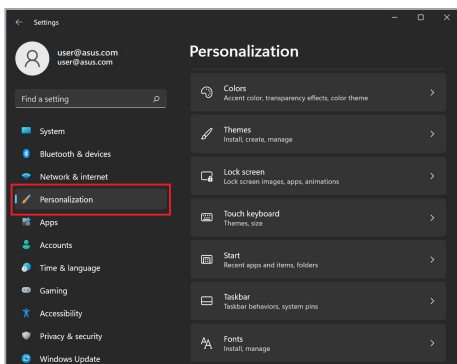 Settings
user@asus.com
user@asus.com
Find a setting
System
Bluetooth & devices
Network & internet
Personalization
Apps
Accounts
Time & language
Gaming
Accessibility
Privacy & security
Windows Update
Personalization
Colors
Accent color, transparency effects, color theme
Themes
Install, create, manage
Lock screen
Lock screen images, apps, animations
Touch keyboard
Themes, size
Start
Recent apps and items, folders
Taskbar
Taskbar behaviors, system pins
Fonts
Install, manage